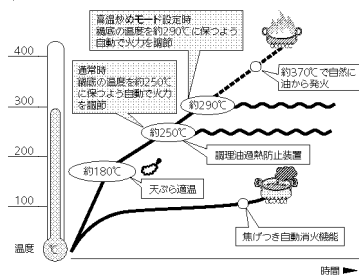 高温炒めモード設定時
鍋底の温度を約290℃に保つよう
自動で火力を調節
通常時
鍋底の温度を約250℃
に保つよう自動で火力
を調節
400
300
200
100
温度
℃
約370℃で自然に
油から発火
約290℃
約250℃
調理油過熱防止装置
約180℃
天ぷら適温
焦げつき自動消火機能
時間